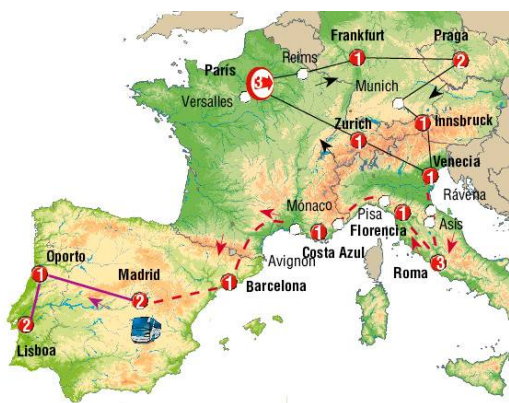 Frankfurt
1
Praga
2
Reims
París
3
Versalles
Munich
Innsbruck
1
Zurich
1
Venecia
1
Rávena
Mónaco
Pisa
Asís
Florencia
1
Costa Azul
1
Avignon
Roma
3
Barcelona
1
Madrid
2
Oporto
1
Lisboa
2